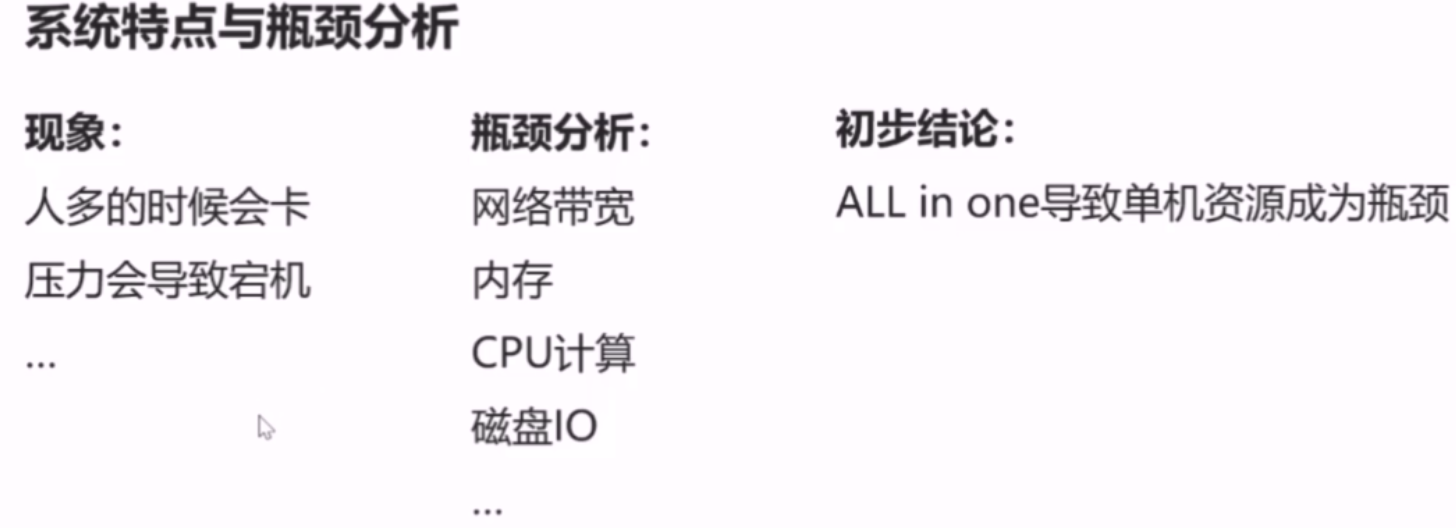 系统特点与瓶颈分析
现象：
人多的时候会卡
压力会导致宕机
...
瓶颈分析：
网络带宽
内存
CPU计算
磁盘IO
...
初步结论：
ALL in one导致单机资源成为瓶颈